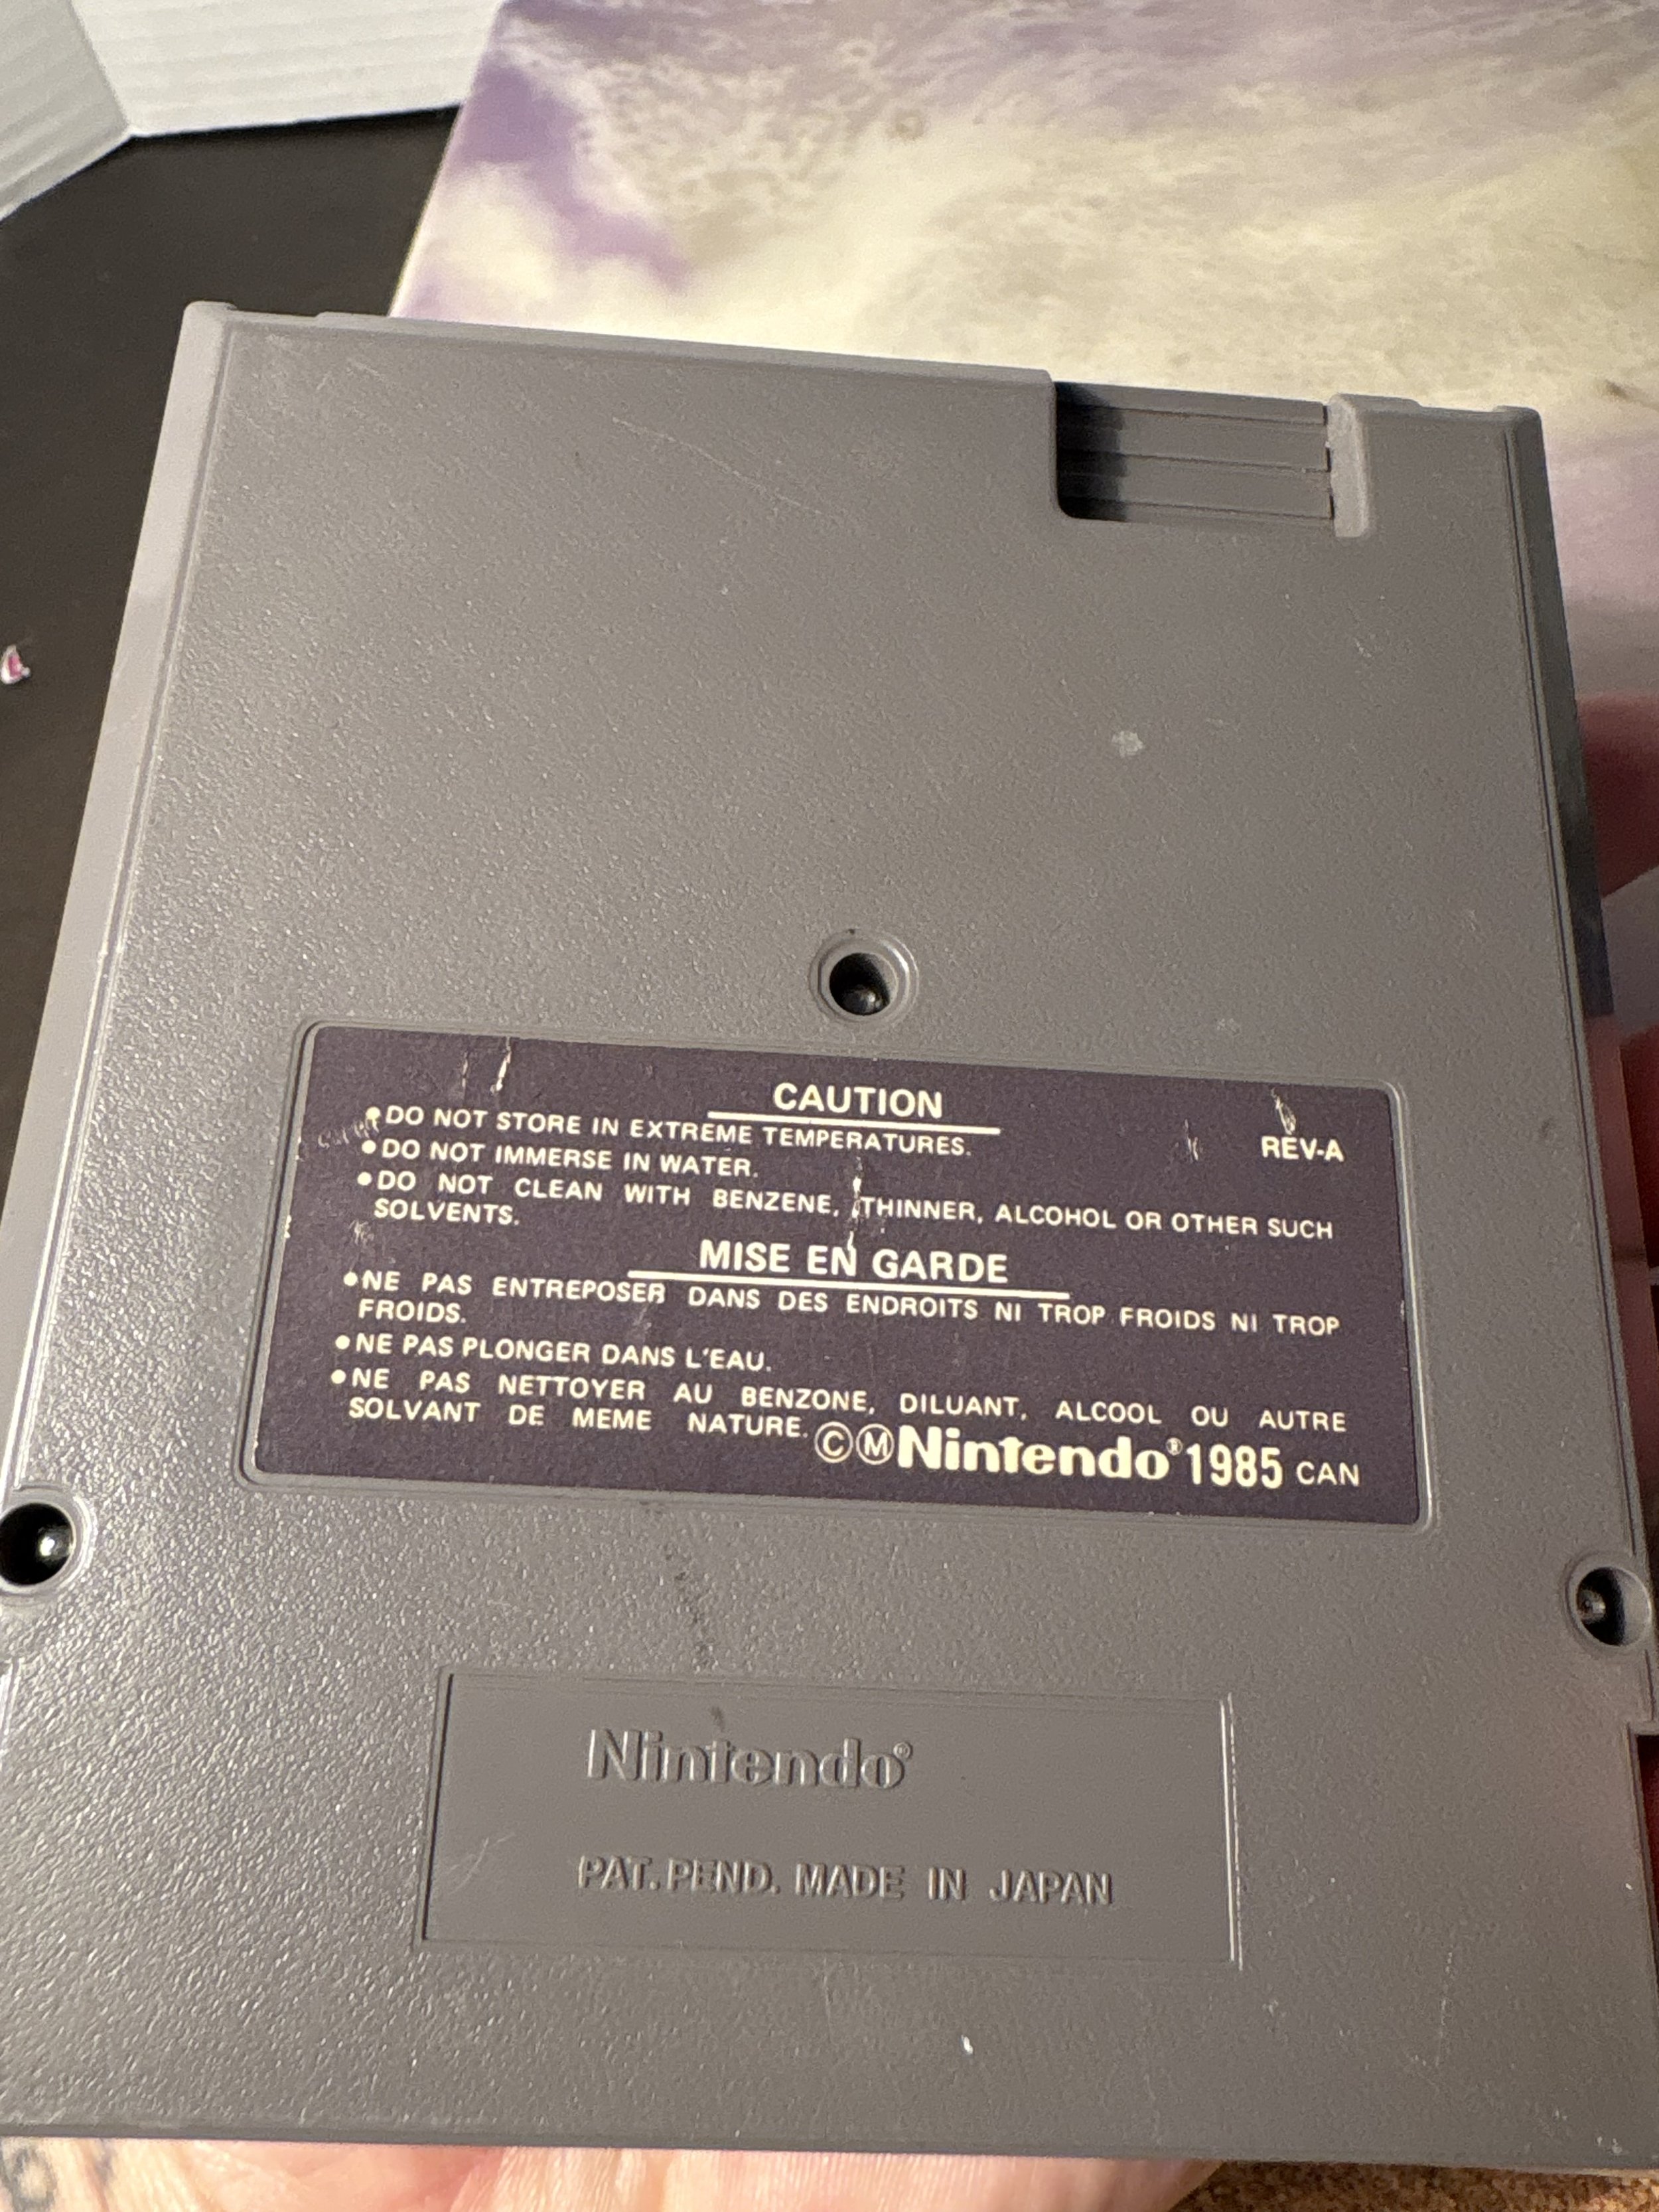 CAUTION
REV-A
●DO NOT STORE IN EXTREME TEMPERATURES.
●DO NOT IMMERSE IN WATER.
●DO NOT CLEAN WITH BENZENE, THINNER, ALCOHOL OR OTHER SUCH
SOLVENTS.
MISE EN GARDE
●NE PAS ENTREPOSER DANS DES ENDROITS NI TROP FROIDS NI TROP
FROIDS.
●NE PAS PLONGER DANS L'EAU.
●NE PAS NETTOYER AU BENZONE, DILUANT, ALCOOL OU AUTRE
SOLVANT DE MEME NATURE.
ⒸⓂNintendo®1985 CAN
Nintendo®
PAT. PEND. MADE IN JAPAN